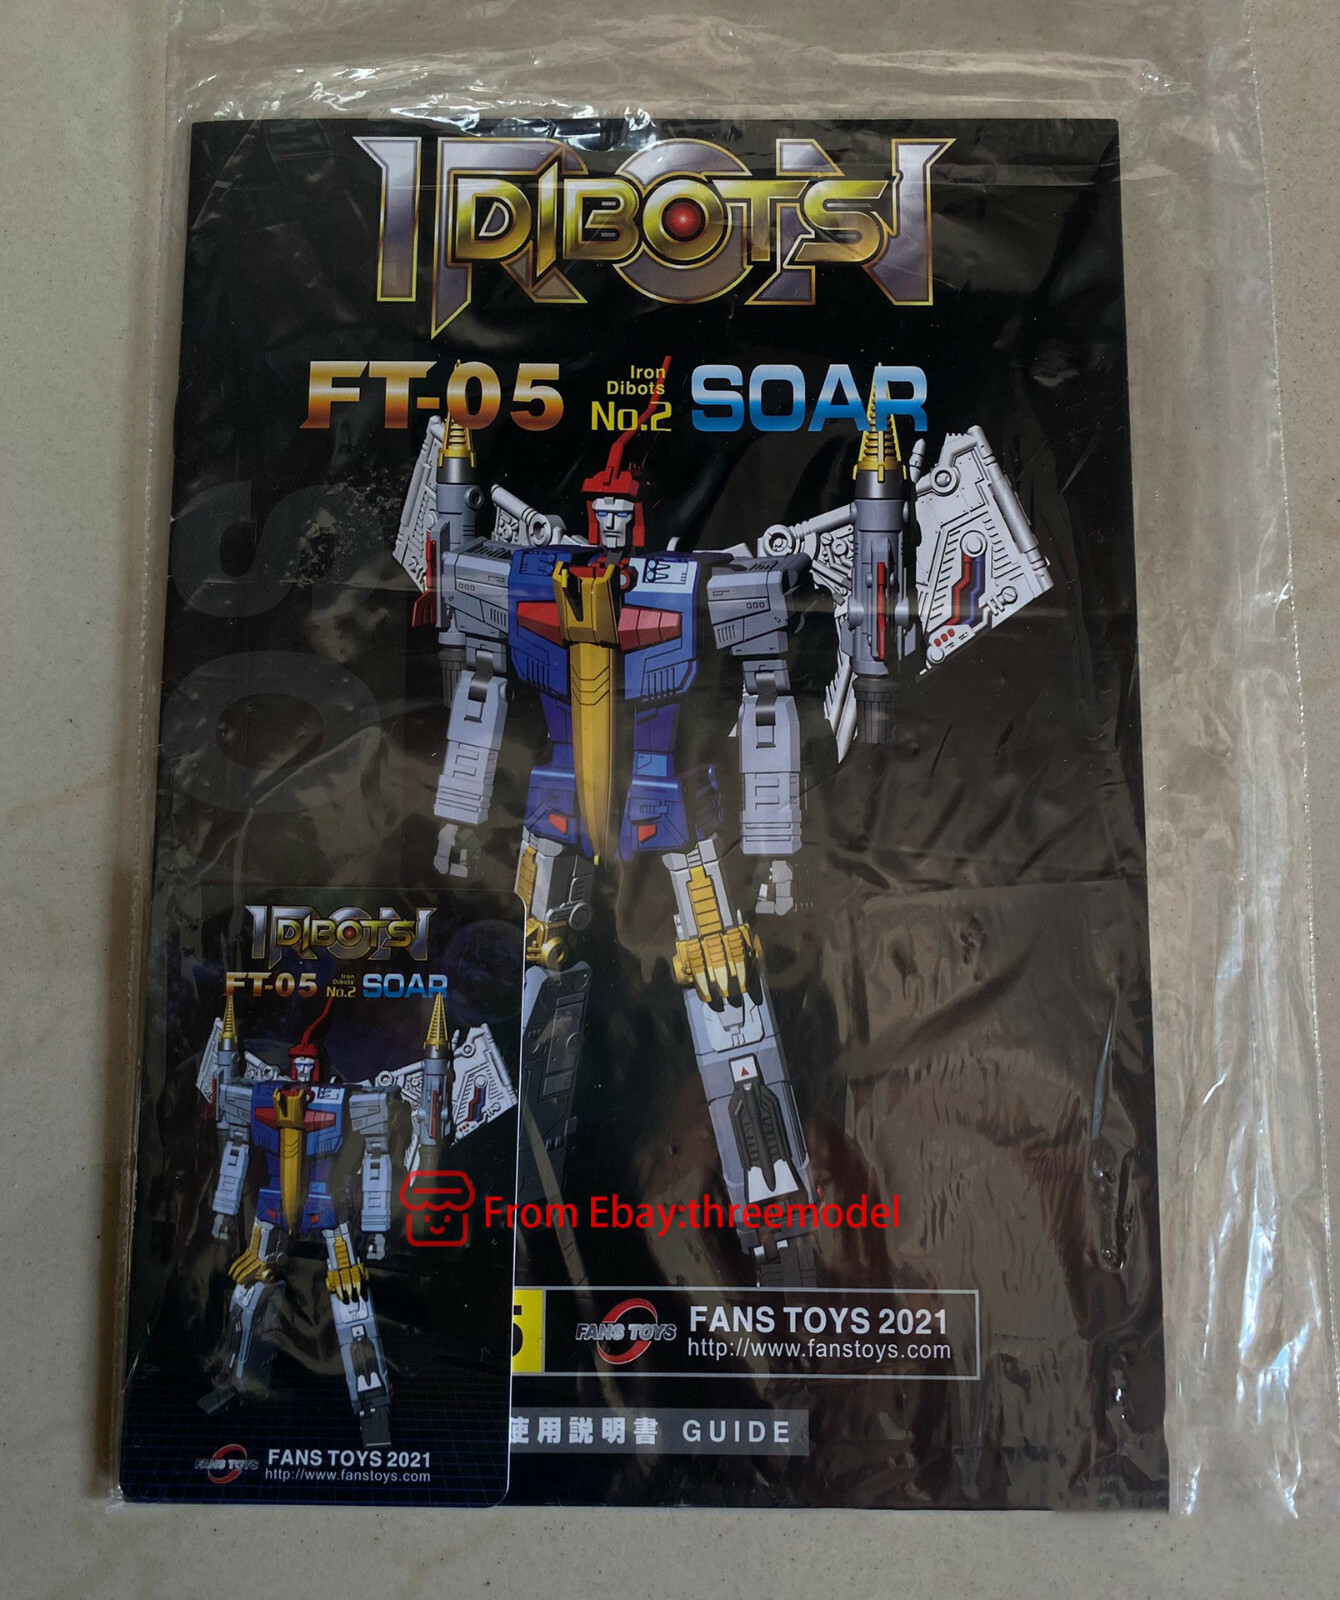 IRON
DIBOTS
FT-05 Iron Dibots No.2 SOAR
IRON
DIBOTS
FT-05 Iron Dibots No.2 SOAR
From Ebay:threemodel
5 FANS TOYS FANS TOYS 2021
http://www.fanstoys.com
使用説明書 GUIDE
FANS TOYS FANS TOYS 2021
http://www.fanstoys.com